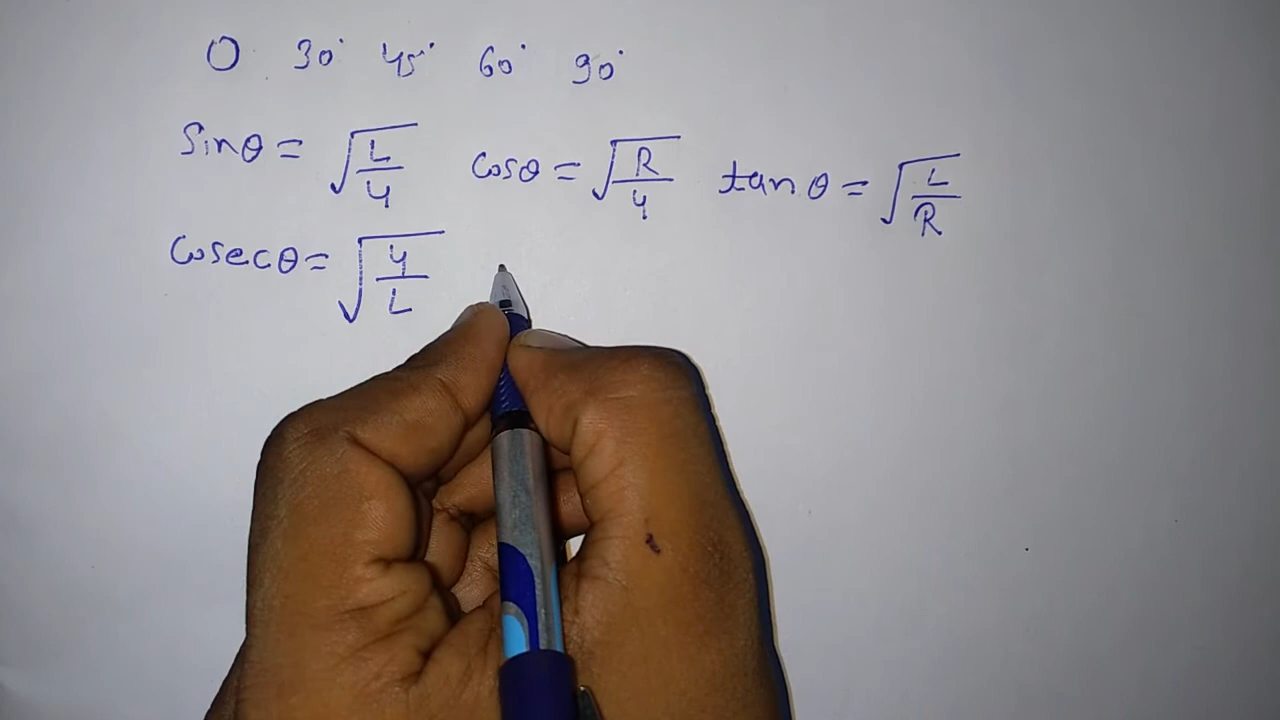 0 30° 45° 60° 90°
sinθ = √(L/4) cosθ = √(R/4) tanθ = √(L/R)
cosecθ = √(4/L)